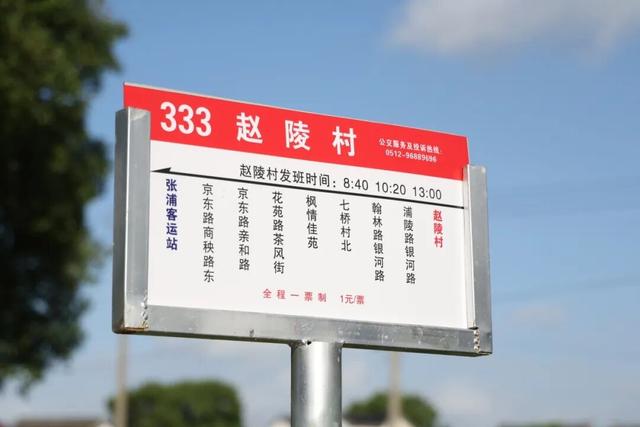 333 赵陵村
公交服务及投诉热线:
0512-96889696
赵陵村发班时间: 8:40 10:20 13:00
张浦客运站
京东路商秧路东
京东路亲和路
花苑路茶风街
枫情佳苑
七桥村北
翰林路银河路
浦陵路银河路
赵陵村
全程一票制 1元/票